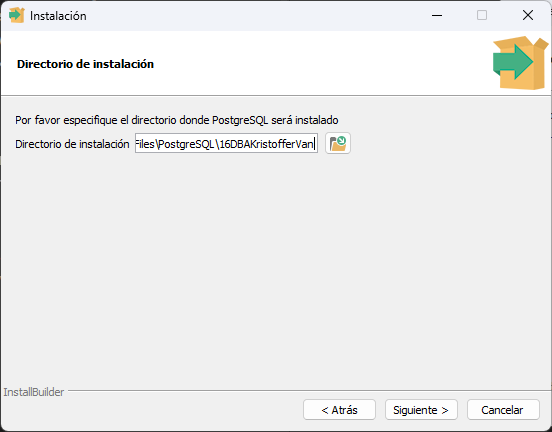 Instalación
Directorio de instalación
Por favor especifique el directorio donde PostgreSQL será instalado
Directorio de instalación Files\PostgreSQL\16DBAKristofferVan
InstallBuilder
< Atrás Siguiente > Cancelar